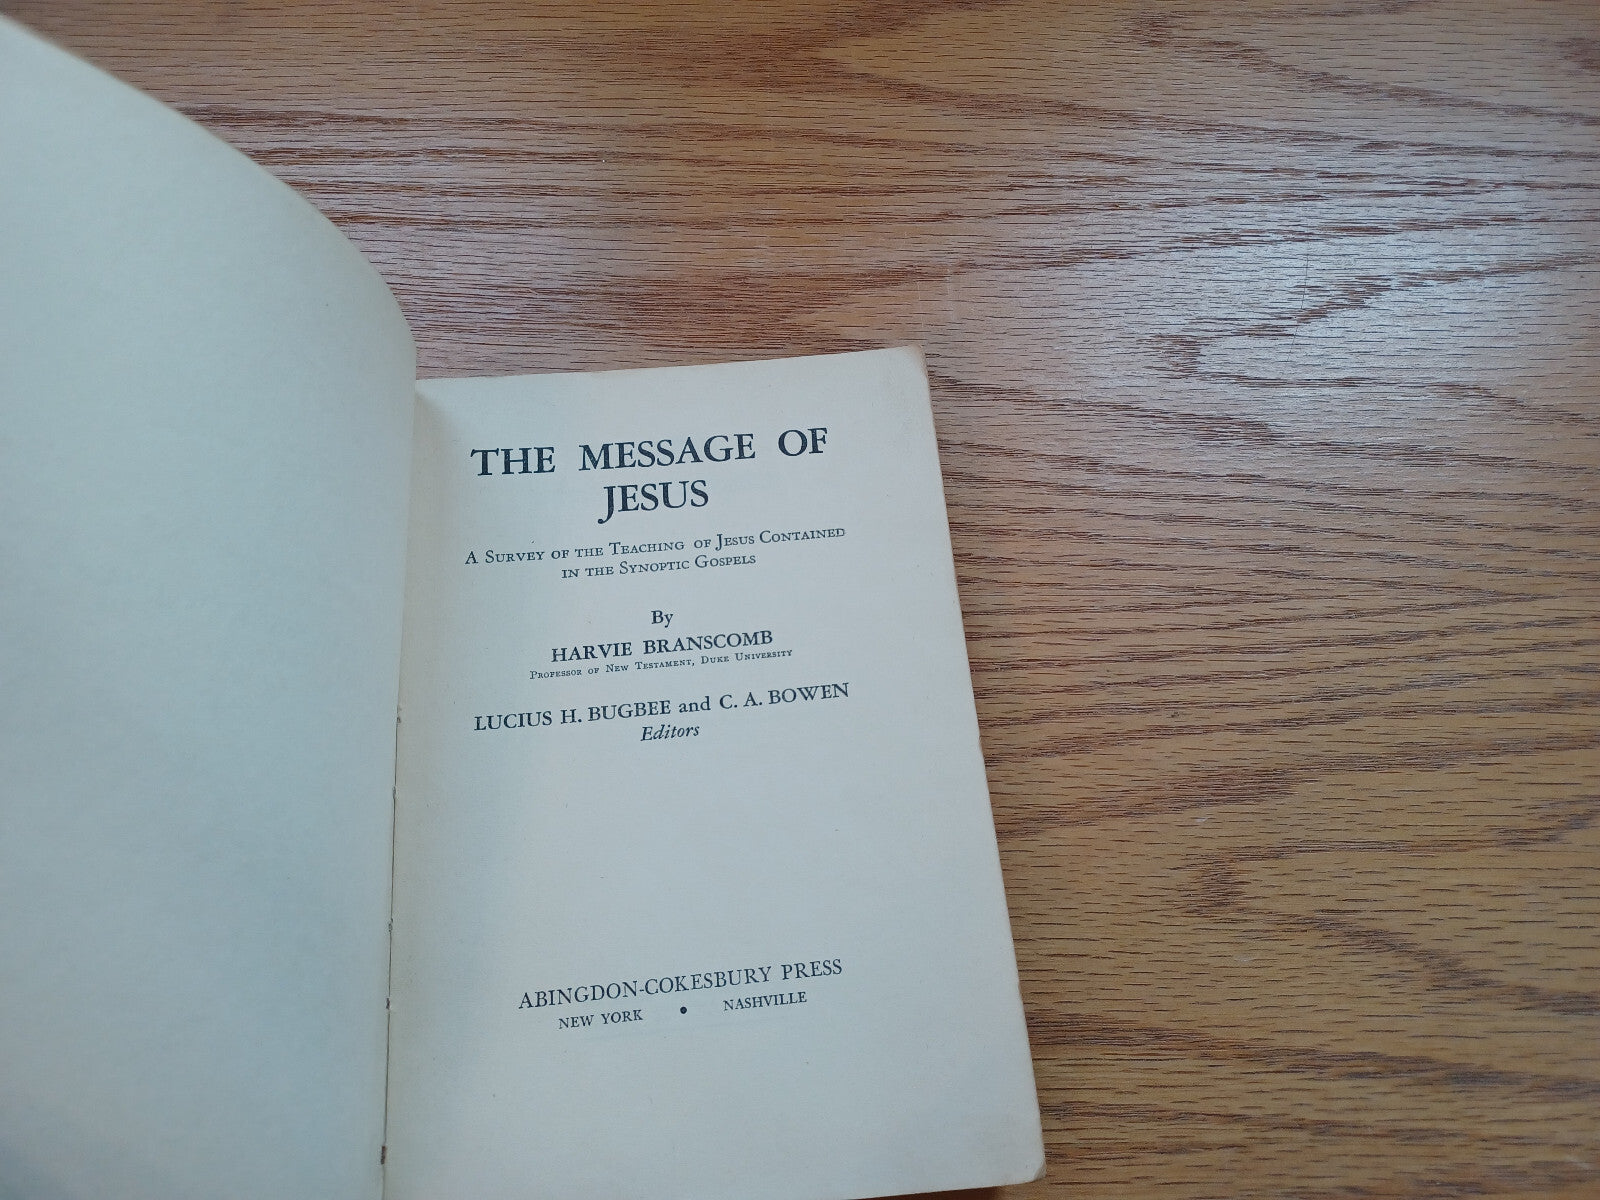 THE MESSAGE OF
JESUS
A SURVEY OF THE TEACHING OF JESUS CONTAINED
IN THE SYNOPTIC GOSPELS
By
HARVIE BRANSCOMB
PROFESSOR OF NEW TESTAMENT, DUKE UNIVERSITY
LUCIUS H. BUGBEE and C. A. BOWEN
Editors
ABINGDON-COKESBURY PRESS
NEW YORK • NASHVILLE